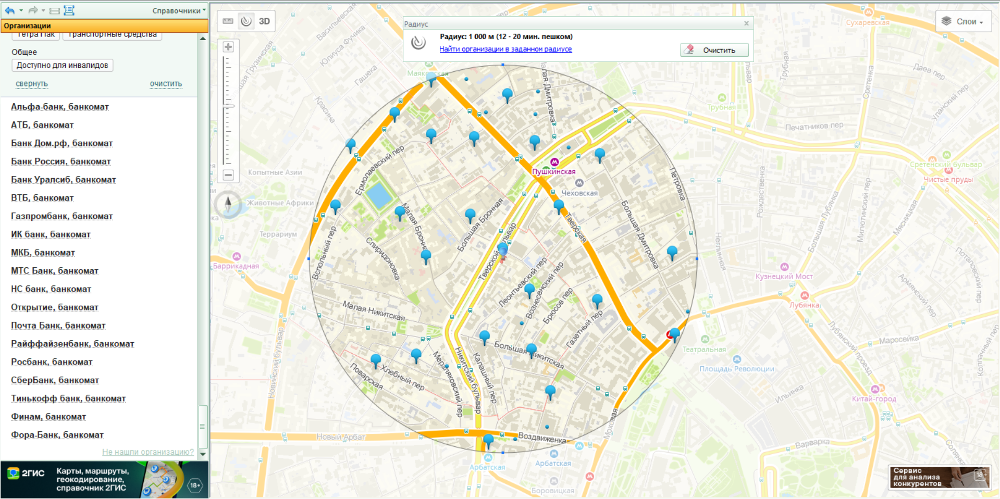 Справочники
Организации
Тетра Пак
Транспортные средства
Общее
Доступно для инвалидов
свернуть
очистить
Альфа-банк, банкомат
АТБ, банкомат
Банк Дом.рф, банкомат
Банк Россия, банкомат
Банк Уралсиб, банкомат
ВТБ, банкомат
Газпромбанк, банкомат
ИК банк, банкомат
МКБ, банкомат
МТС Банк, банкомат
НС банк, банкомат
Открытие, банкомат
Почта Банк, банкомат
Райффайзенбанк, банкомат
Росбанк, банкомат
СберБанк, банкомат
Тинькофф банк, банкомат
Финам, банкомат
Фора-Банк, банкомат
Не нашли организацию?
2ГИС
Карты, маршруты,
геокодирование,
справочник 2ГИС
18+
3D
Радиус
x
Радиус: 1 000 м (12 - 20 мин. пешком)
Найти организации в заданном радиусе
Очистить
Слои
Сухаревская
Васильевской
Юлиуса Фучика
Гашека
Красина
Маяковская
Малая Дмитровка
Трубная
Трубная
Сретенка
Даев пер
Уланский пер
Печатников пер
Копытные Азии
Ермолаевский пер
Пушкинская
Чеховская
Петровка
Рождественка
Сретенский бульвар
Чистые пруды
Животные Африки
Террариум
Баррикадная
Вспольный пер
Малая Бронная
Большая Бронная
Спиридоновка
Тверской бульвар
Тверская
Большая Дмитровка
Неглинная
Большая Лубянка
Милютинский пер
Мясницкая
Потаповский пер
Армянский пер
Кузнецкий Мост
Лубянка
Леонтьевский пер
Вознесенский пер
Брюсов пер
Газетный пер
Малая Никитская
Большая Никитская
Никитский бульвар
Калашный пер
Мерзляковский пер
Хлебный пер
Поварская
Новинский бульвар
Новый Арбат
Воздвиженка
Моховая
Театральная
Площадь Революции
Лубянский проезд
Маросейка
Колпачный пер
Китай-город
Ильинка
Варварка
Солянка
Арбатская
Арбатская
Боровицкая
Сервис
для анализа
конкурентов
18+